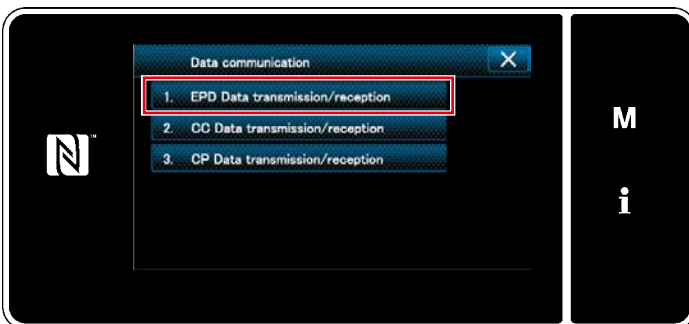 Data communication
1. EPD Data transmission/reception
2. CC Data transmission/reception
3. CP Data transmission/reception
M
i
N